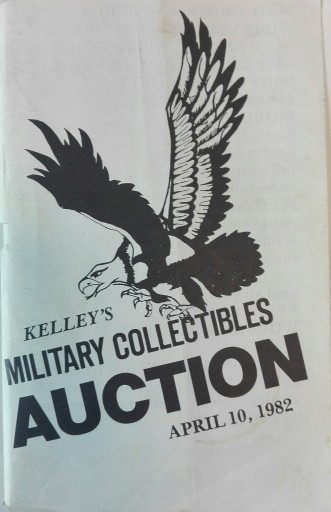 KELLEY'S
MILITARY COLLECTIBLES
AUCTION
APRIL 10, 1982